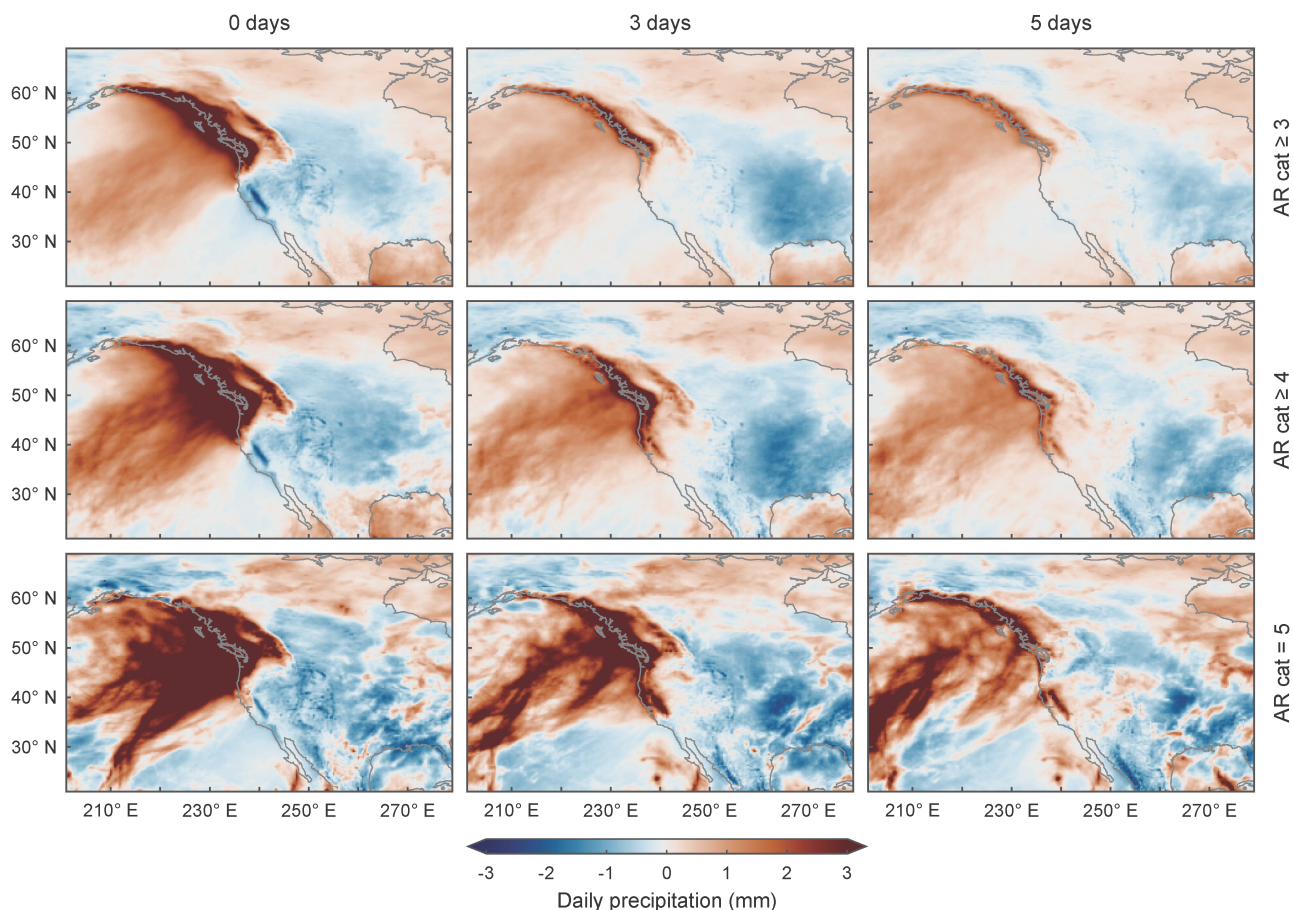 0 days 3 days 5 days
60° N
50° N
40° N
30° N
AR cat ≥ 3
60° N
50° N
40° N
30° N
AR cat ≥ 4
60° N
50° N
40° N
30° N
AR cat = 5
210° E 230° E 250° E 270° E 210° E 230° E 250° E 270° E 210° E 230° E 250° E 270° E
-3 -2 -1 0 1 2 3
Daily precipitation (mm)